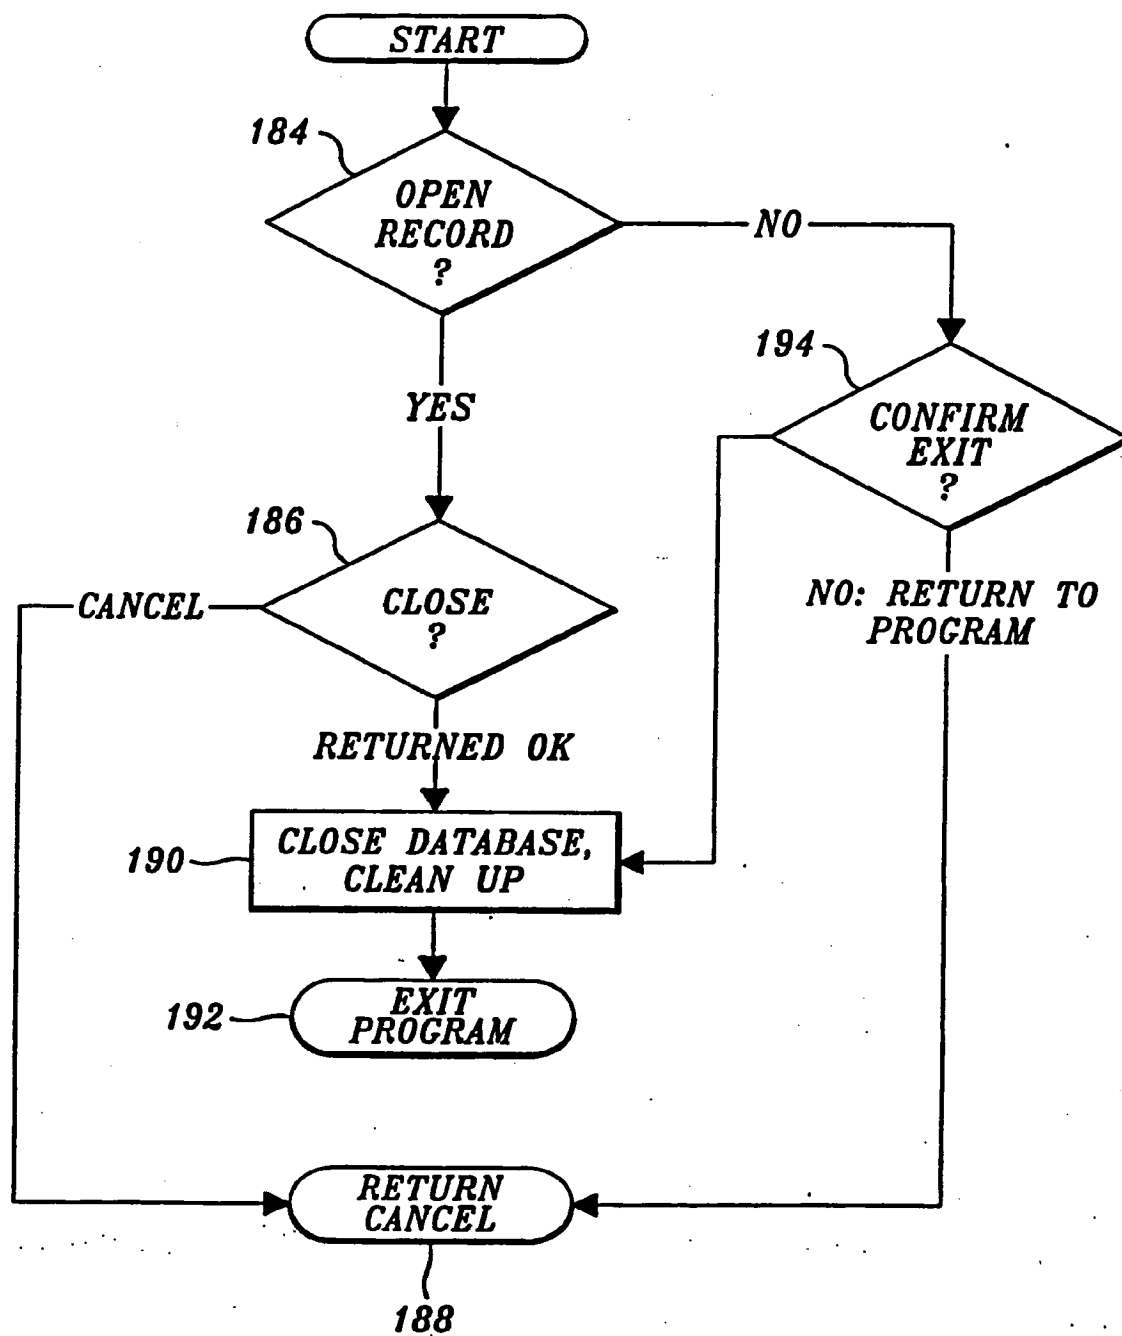 START
184
OPEN
RECORD
?
NO
194
CONFIRM
EXIT
?
YES
186
CLOSE
?
CANCEL
NO: RETURN TO
PROGRAM
RETURNED OK
190
CLOSE DATABASE,
CLEAN UP
192
EXIT
PROGRAM
RETURN
CANCEL
188